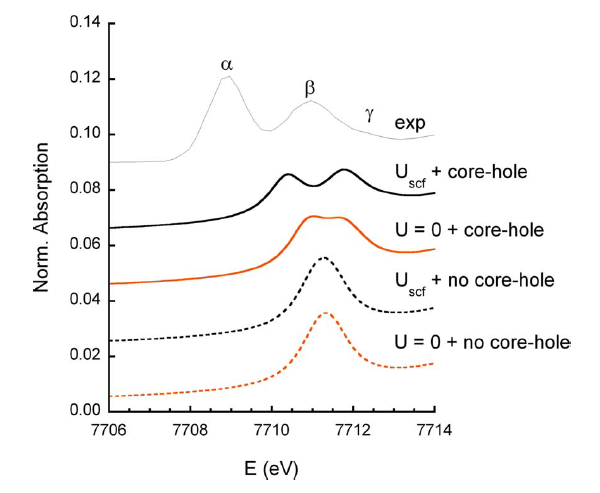 0.14
0.12
0.10
0.08
0.06
0.04
0.02
0.00
Norm. Absorption
α
β
γ
exp
Uscf + core-hole
U = 0 + core-hole
Uscf + no core-hole
U = 0 + no core-hole
7706 7708 7710 7712 7714
E (eV)